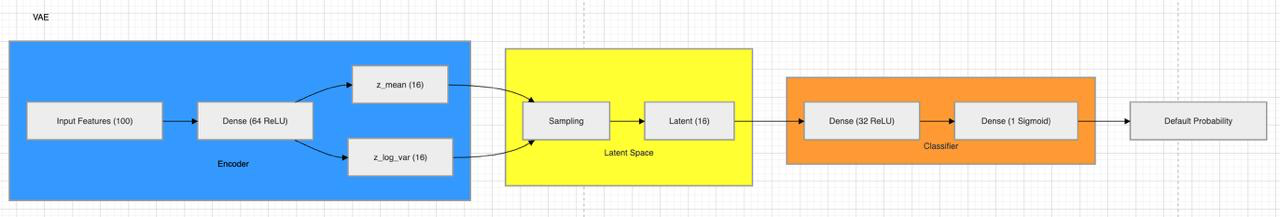 VAE
Input Features (100)
Dense (64 ReLU)
z_mean (16)
z_log_var (16)
Encoder
Sampling
Latent (16)
Latent Space
Dense (32 ReLU)
Dense (1 Sigmoid)
Classifier
Default Probability